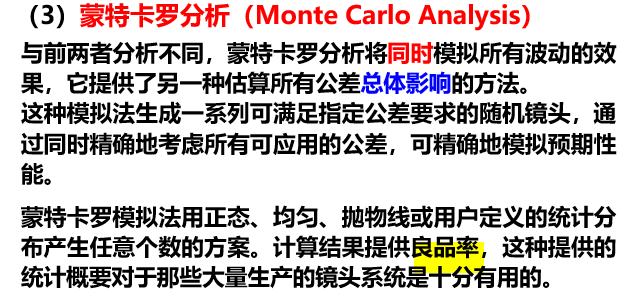 （3）蒙特卡罗分析（Monte Carlo Analysis）
与前两者分析不同，蒙特卡罗分析将同时模拟所有波动的效
果，它提供了另一种估算所有公差总体影响的方法。
这种模拟法生成一系列可满足指定公差要求的随机镜头，通
过同时精确地考虑所有可应用的公差，可精确地模拟预期性
能。
蒙特卡罗模拟法用正态、均匀、抛物线或用户定义的统计分
布产生任意个数的方案。计算结果提供良品率，这种提供的
统计概要对于那些大量生产的镜头系统是十分有用的。